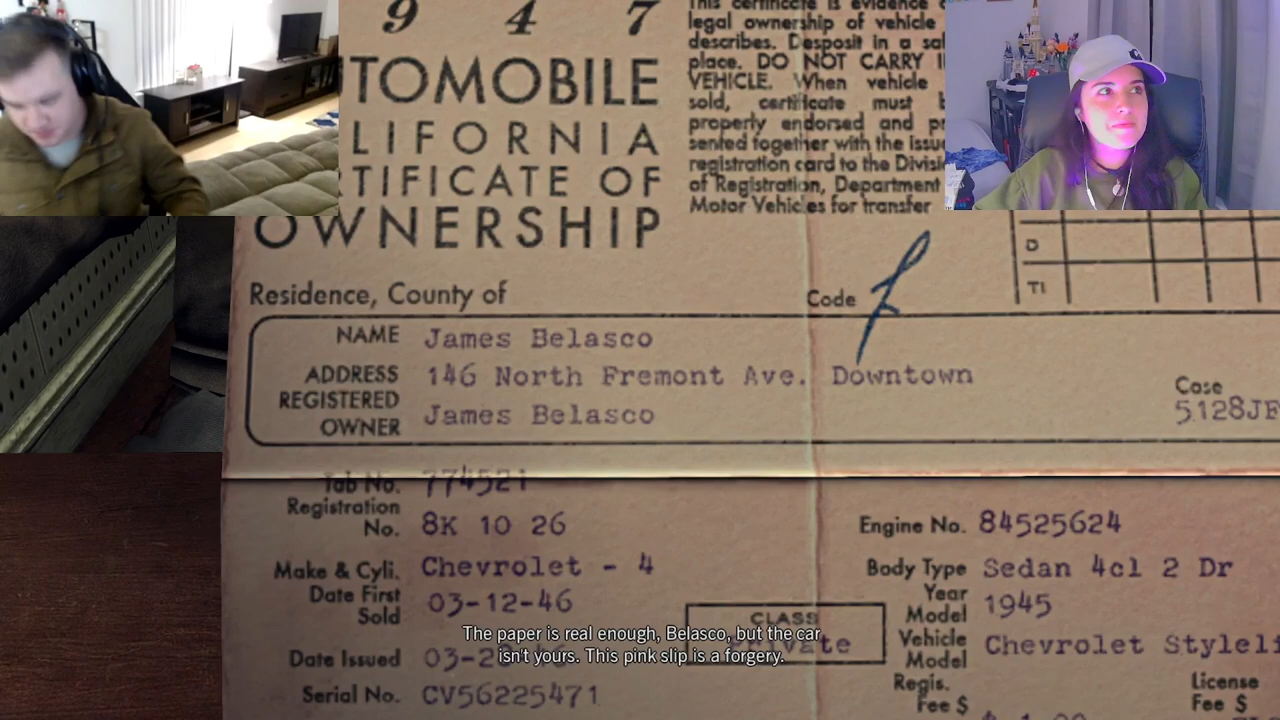 9 4 7
TOMOBILE
LIFORNIA
TIFICATE OF
OWNERSHIP
This certificate is evidence
legal ownership of vehicle
describes. Desposit in a
place. DO NOT CARRY
VEHICLE. When vehicle
sold, certificate must
properly endorsed and
sented together with the
registration card to the
of Registration, Department
Motor Vehicles for transfer
D
TI
Residence, County of
Code
NAME James Belasco
ADDRESS 146 North Fremont Ave. Downtown
REGISTERED OWNER James Belasco
Case
5128JF
Tab No. 774521
Registration No. 8K 10 26
Engine No. 84525624
Make & Cyli. Chevrolet - 4
Body Type Sedan 4cl 2 Dr
Date First Sold 03-12-46
Year Model 1945
CLASS
Vehicle Model Chevrolet
Date Issued
Serial No. CV56225471
Regis. Fee $
License Fee $
The paper is real enough, Belasco, but the car
isn't yours. This pink slip is a forgery.